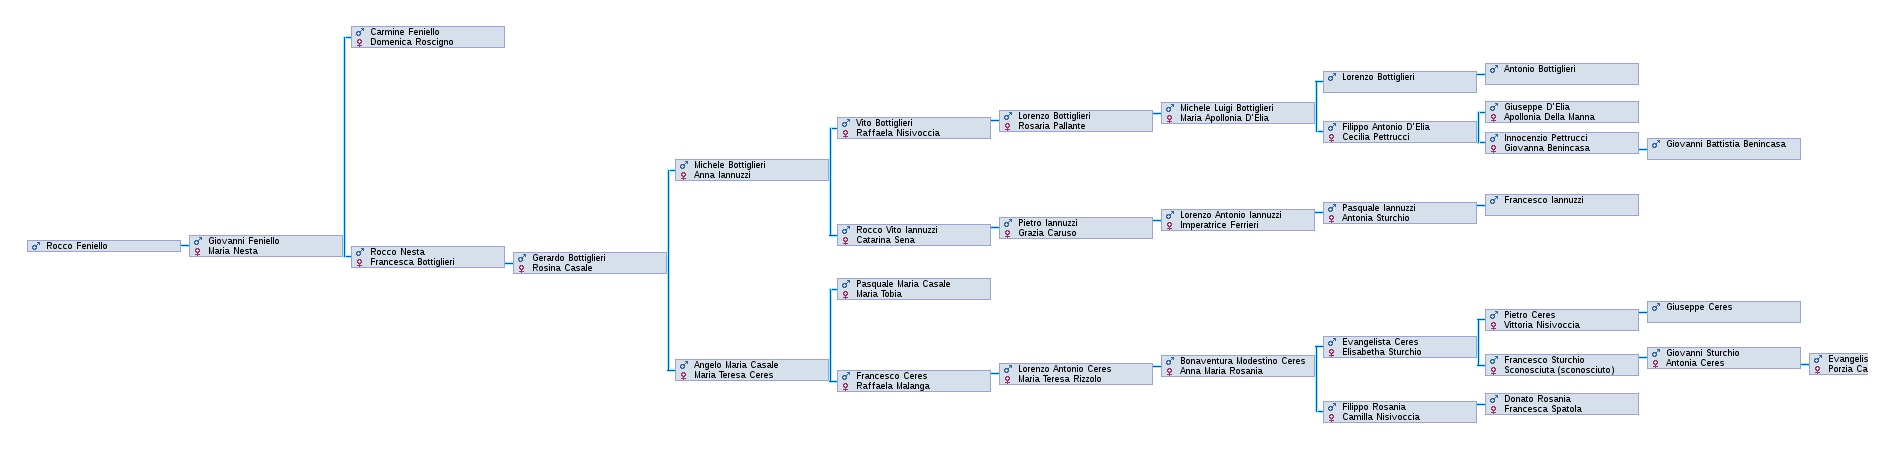 Rocco Feniello
Giovanni Feniello
Maria Nesta
Carmine Feniello
Domenica Roscigno
Rocco Nesta
Francesca Bottiglieri
Gerardo Bottiglieri
Rosina Casale
Michele Bottiglieri
Anna Iannuzzi
Angelo Maria Casale
Maria Teresa Ceres
Vito Bottiglieri
Raffaela Nisivoccia
Rocco Vito Iannuzzi
Catarina Sena
Pasquale Maria Casale
Maria Tobia
Francesco Ceres
Raffaela Malanga
Lorenzo Bottiglieri
Rosaria Pallante
Pietro Iannuzzi
Grazia Caruso
Lorenzo Antonio Ceres
Maria Teresa Rizzolo
Michele Luigi Bottiglieri
Maria Apollonia D'Elia
Lorenzo Antonio Iannuzzi
Imperatrice Ferrieri
Bonaventura Modestino Ceres
Anna Maria Rosania
Lorenzo Bottiglieri
Filippo Antonio D'Elia
Cecilia Pettrucci
Pasquale Iannuzzi
Antonia Sturchio
Evangelista Ceres
Elisabetha Sturchio
Filippo Rosania
Camilla Nisivoccia
Antonio Bottiglieri
Giuseppe D'Elia
Apollonia Della Manna
Innocenzio Pettrucci
Giovanna Benincasa
Francesco Iannuzzi
Pietro Ceres
Vittoria Nisivoccia
Francesco Sturchio
Sconosciuta (sconosciuto)
Donato Rosania
Francesca Spatola
Giovanni Battistia Benincasa
Giuseppe Ceres
Giovanni Sturchio
Antonia Ceres
Evangelis
Porzia Ca